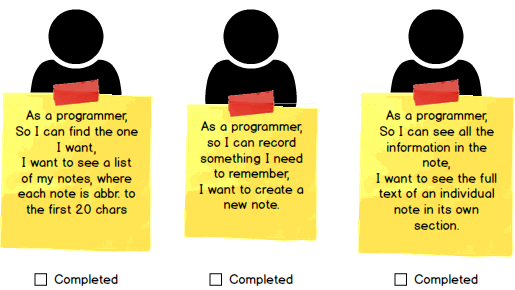 As a programmer,
So I can find the one
I want,
I want to see a list
of my notes, where
each note is abbr. to
the first 20 chars
Completed
As a programmer,
so I can record
something I need
to remember,
I want to create a
new note.
Completed
As a programmer,
So I can see all the
information in the
note,
I want to see the full
text of an individual
note in its own
section.
Completed